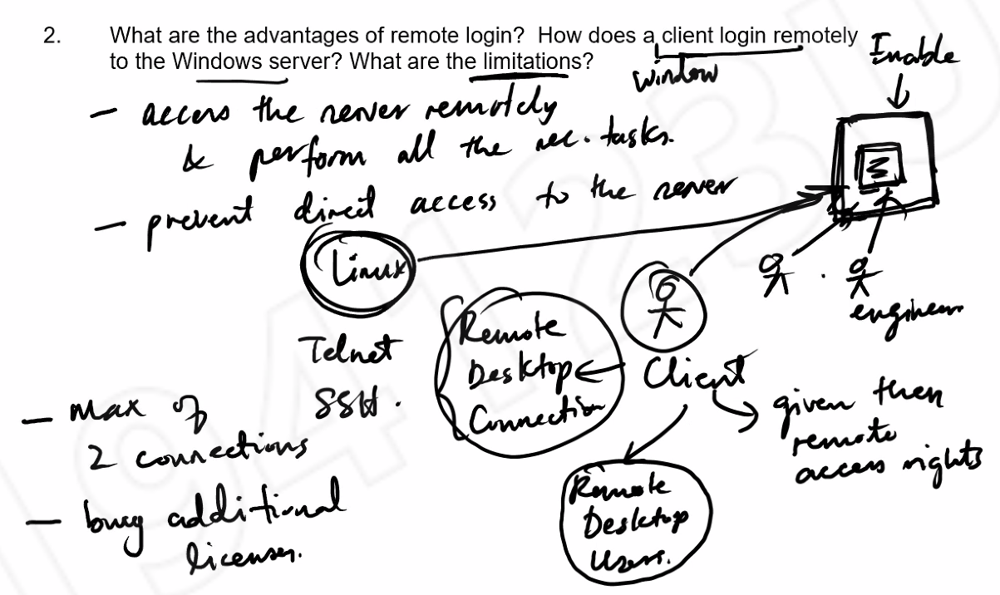 2. What are the advantages of remote login? How does a client login remotely
to the Windows server? What are the limitations?
Enable
window
- access the server remotely
& perform all the nec. tasks.
- prevent direct access to the server
Linux
Telnet
SSH.
Remote
Desktop
Connection
Client
engineer
given them
remote
access rights
Remote
Desktop
Users.
- Max of
2 connections
- buy additional
licenses.